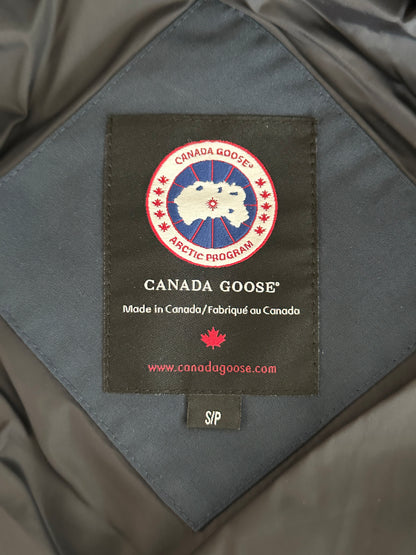 CANADA GOOSE®
ARCTIC PROGRAM
CANADA GOOSE®
Made in Canada/Fabriqué au Canada
www.canadagoose.com
S/P